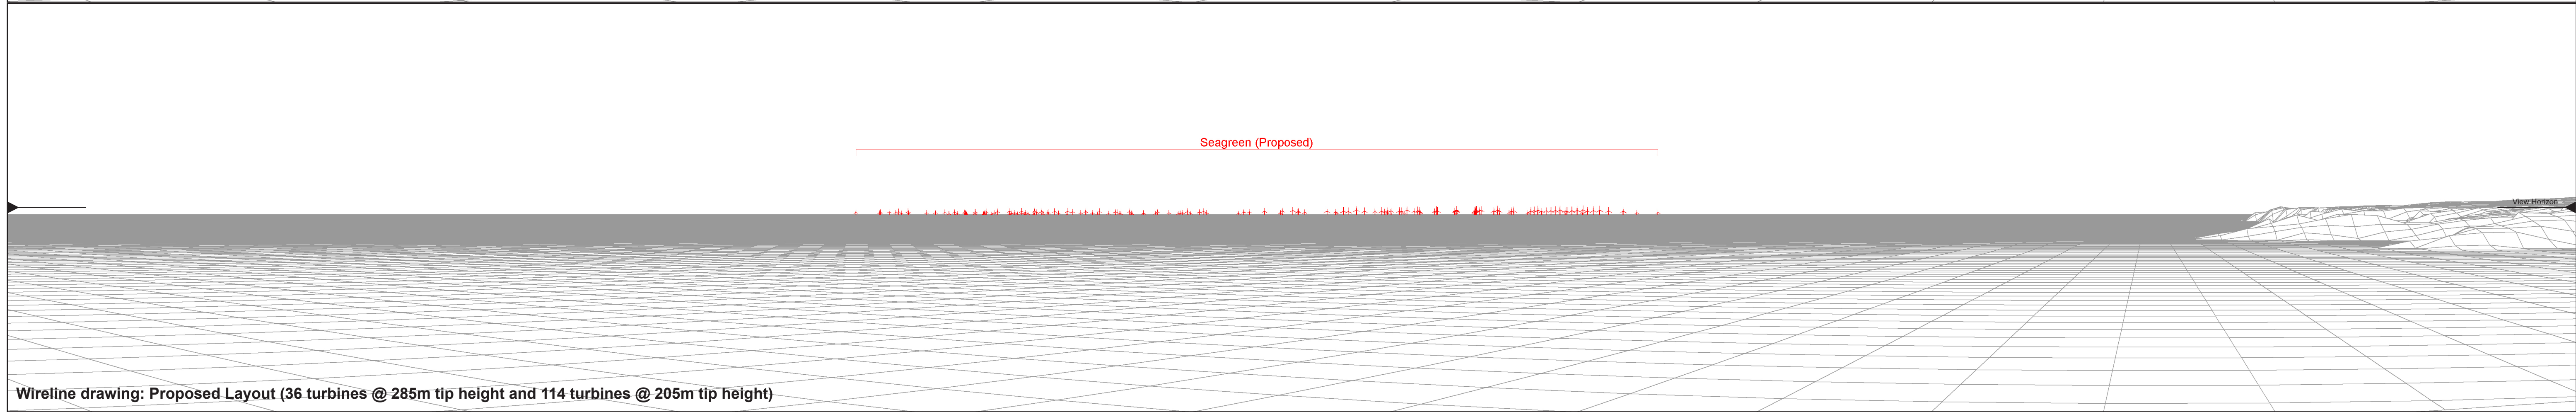 Seagreen (Proposed)
View Horizon
Wireline drawing: Proposed Layout (36 turbines @ 285m tip height and 114 turbines @ 205m tip height)